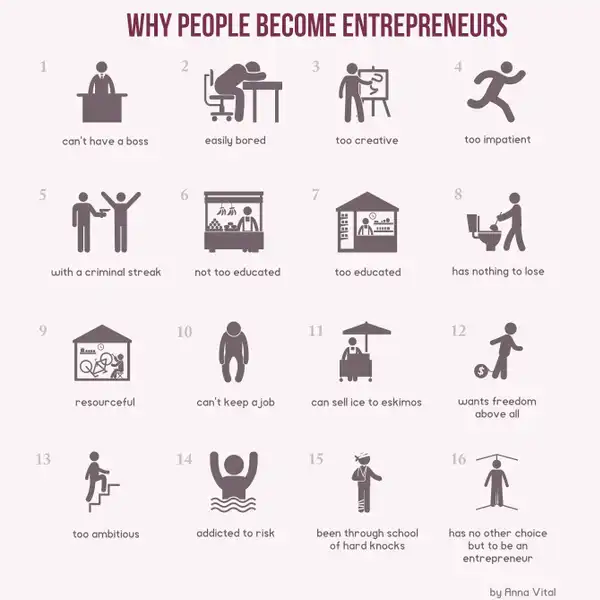 WHY PEOPLE BECOME ENTREPRENEURS
1
can't have a boss
2
easily bored
3
too creative
4
too impatient
5
with a criminal streak
6
not too educated
7
too educated
8
has nothing to lose
9
resourceful
10
can't keep a job
11
can sell ice to eskimos
12
$
wants freedom
above all
13
too ambitious
14
addicted to risk
15
been through school
of hard knocks
16
has no other choice
but to be an
entrepreneur
by Anna Vital